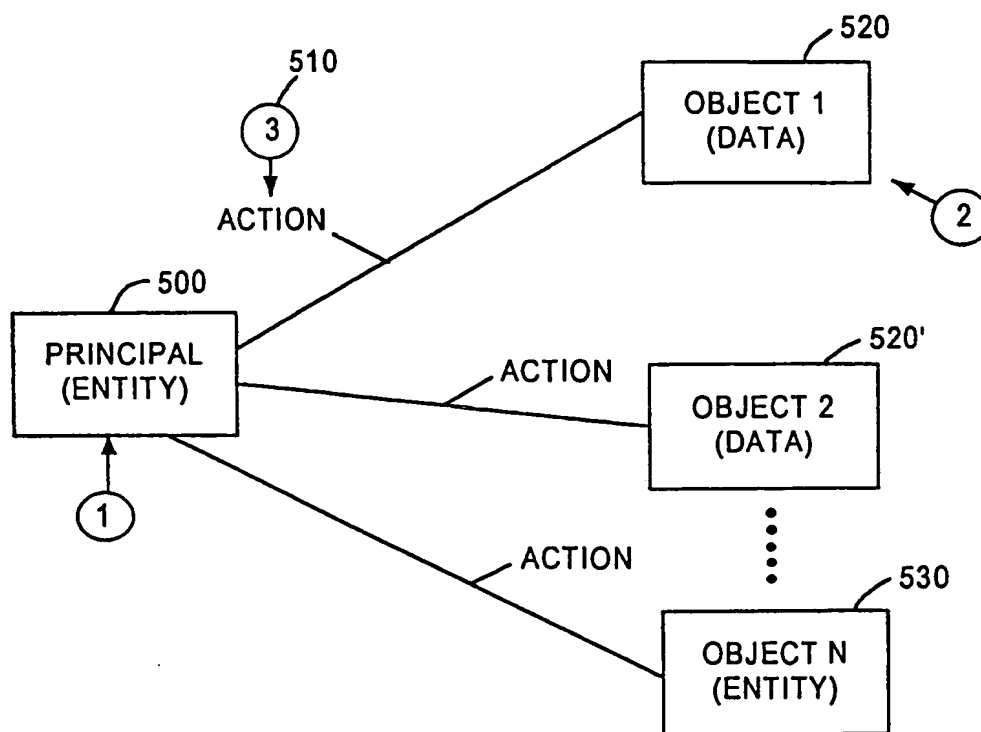 520
510
OBJECT 1
(DATA)
3
2
ACTION
500
520'
PRINCIPAL
(ENTITY)
ACTION
OBJECT 2
(DATA)
1
ACTION
530
OBJECT N
(ENTITY)